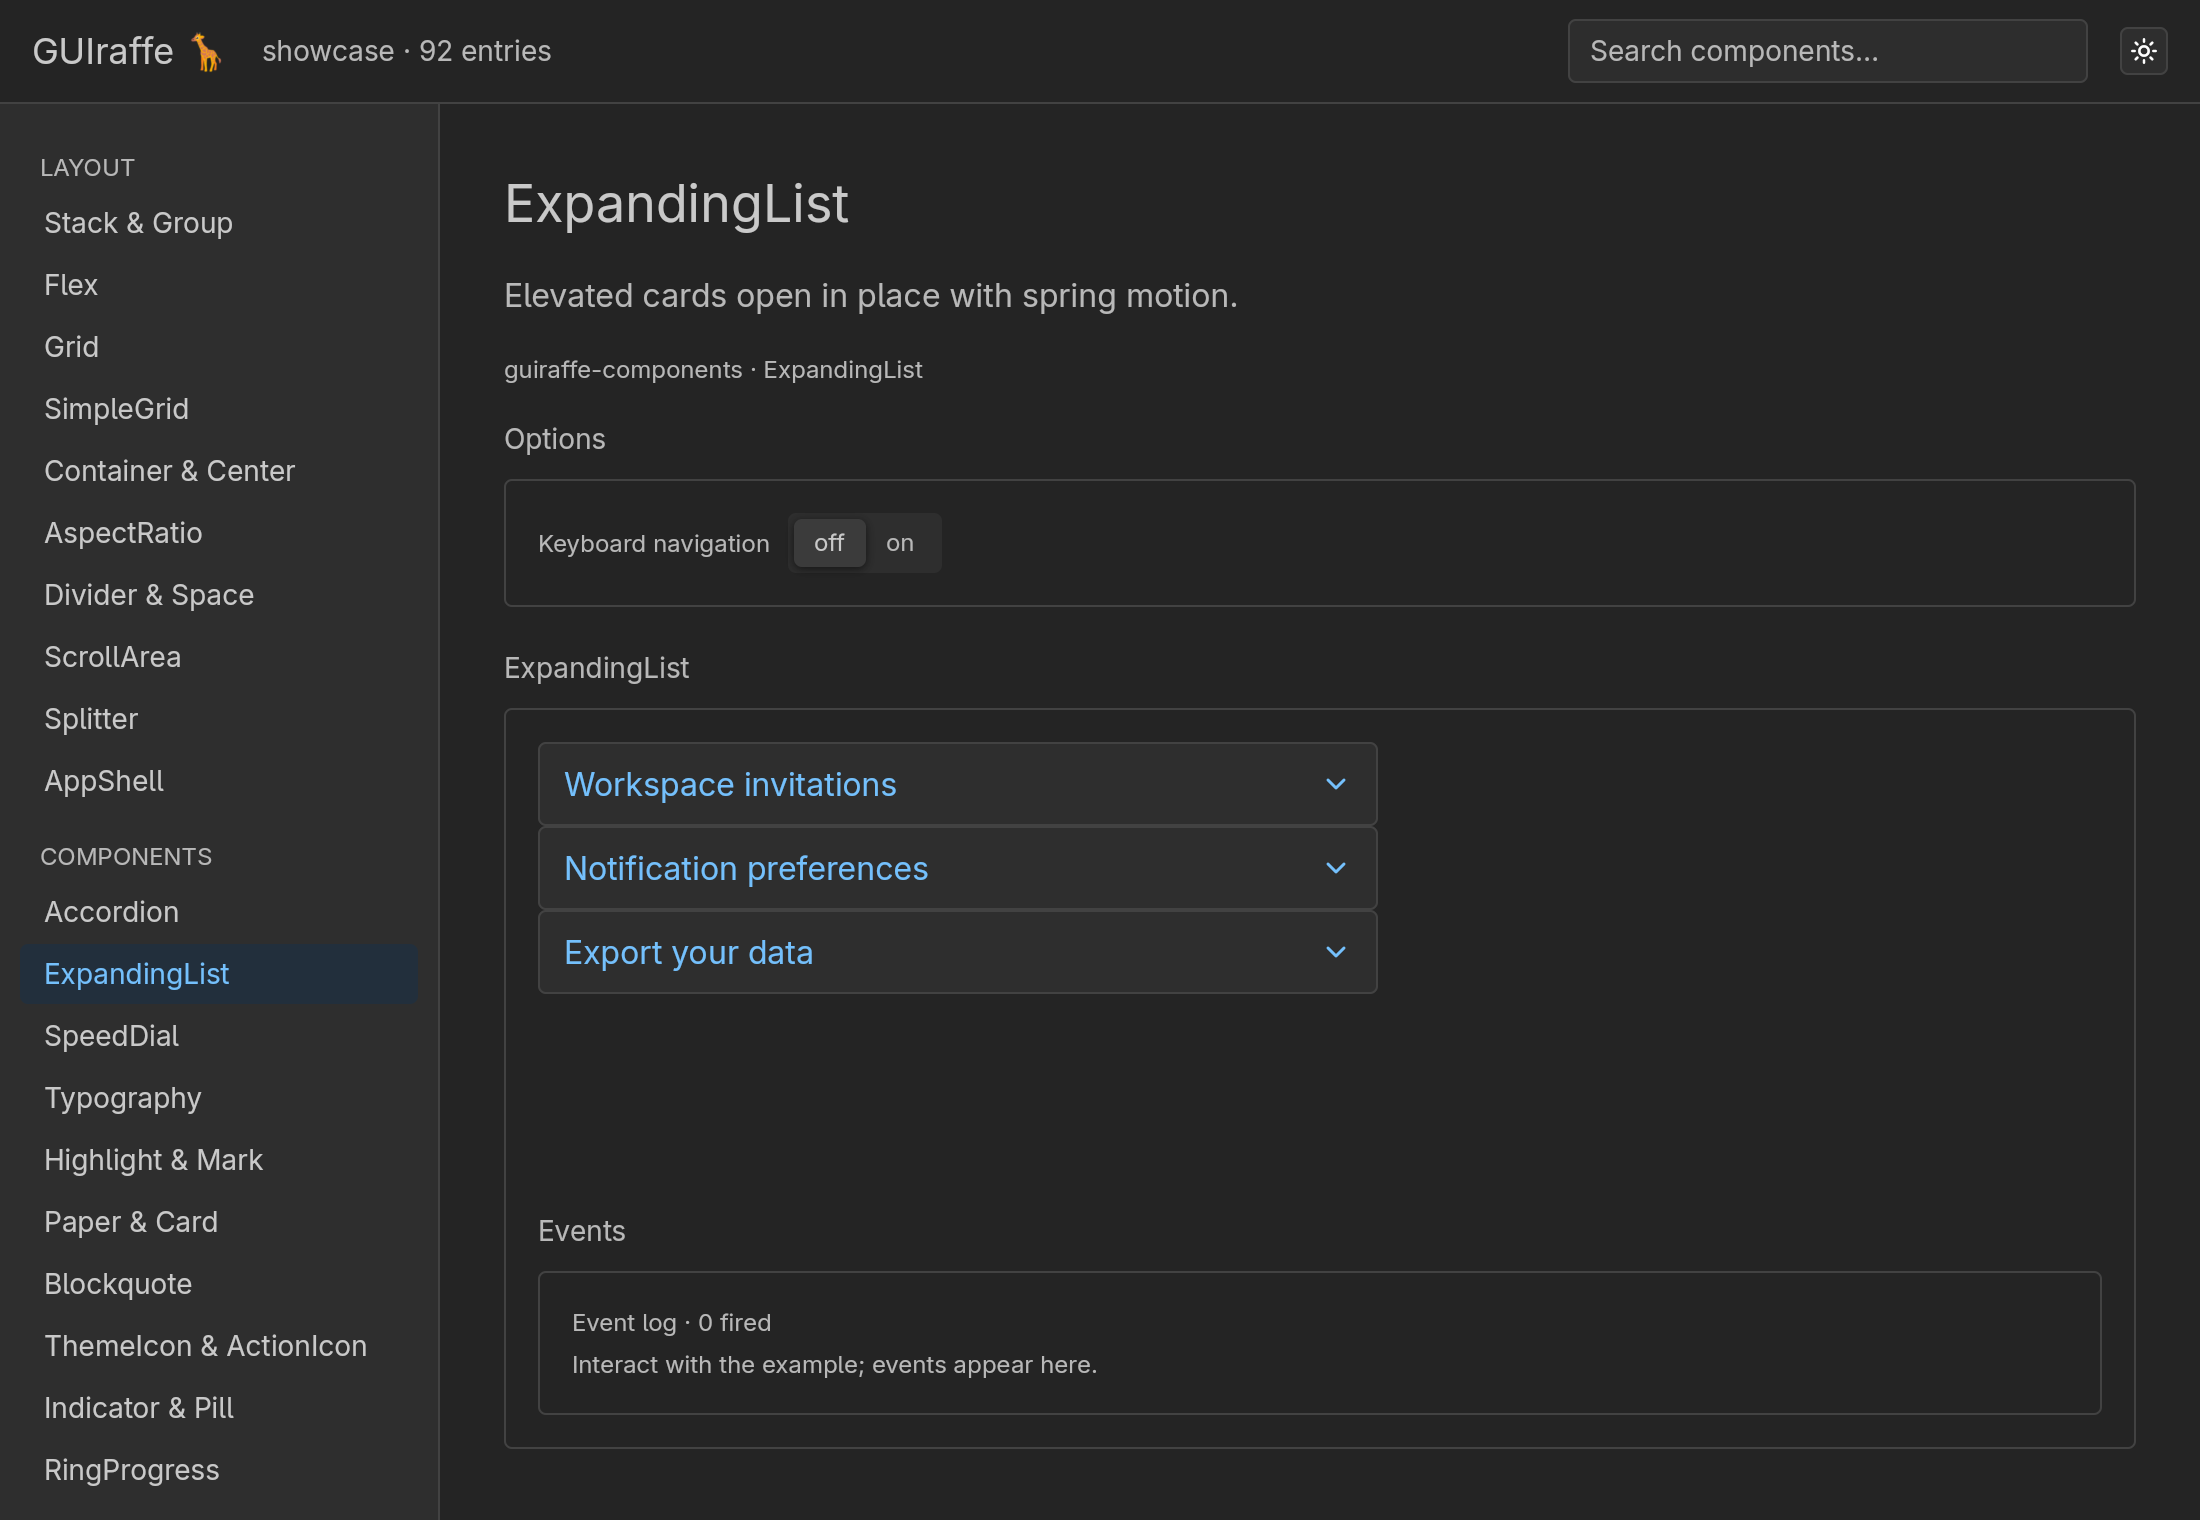 GUIraffe 🦒 showcase · 92 entries
Search components...
LAYOUT
Stack & Group
Flex
Grid
SimpleGrid
Container & Center
AspectRatio
Divider & Space
ScrollArea
Splitter
AppShell
COMPONENTS
Accordion
ExpandingList
SpeedDial
Typography
Highlight & Mark
Paper & Card
Blockquote
ThemeIcon & ActionIcon
Indicator & Pill
RingProgress
ExpandingList
Elevated cards open in place with spring motion.
guiraffe-components · ExpandingList
Options
Keyboard navigation off on
ExpandingList
Workspace invitations
Notification preferences
Export your data
Events
Event log · 0 fired
Interact with the example; events appear here.